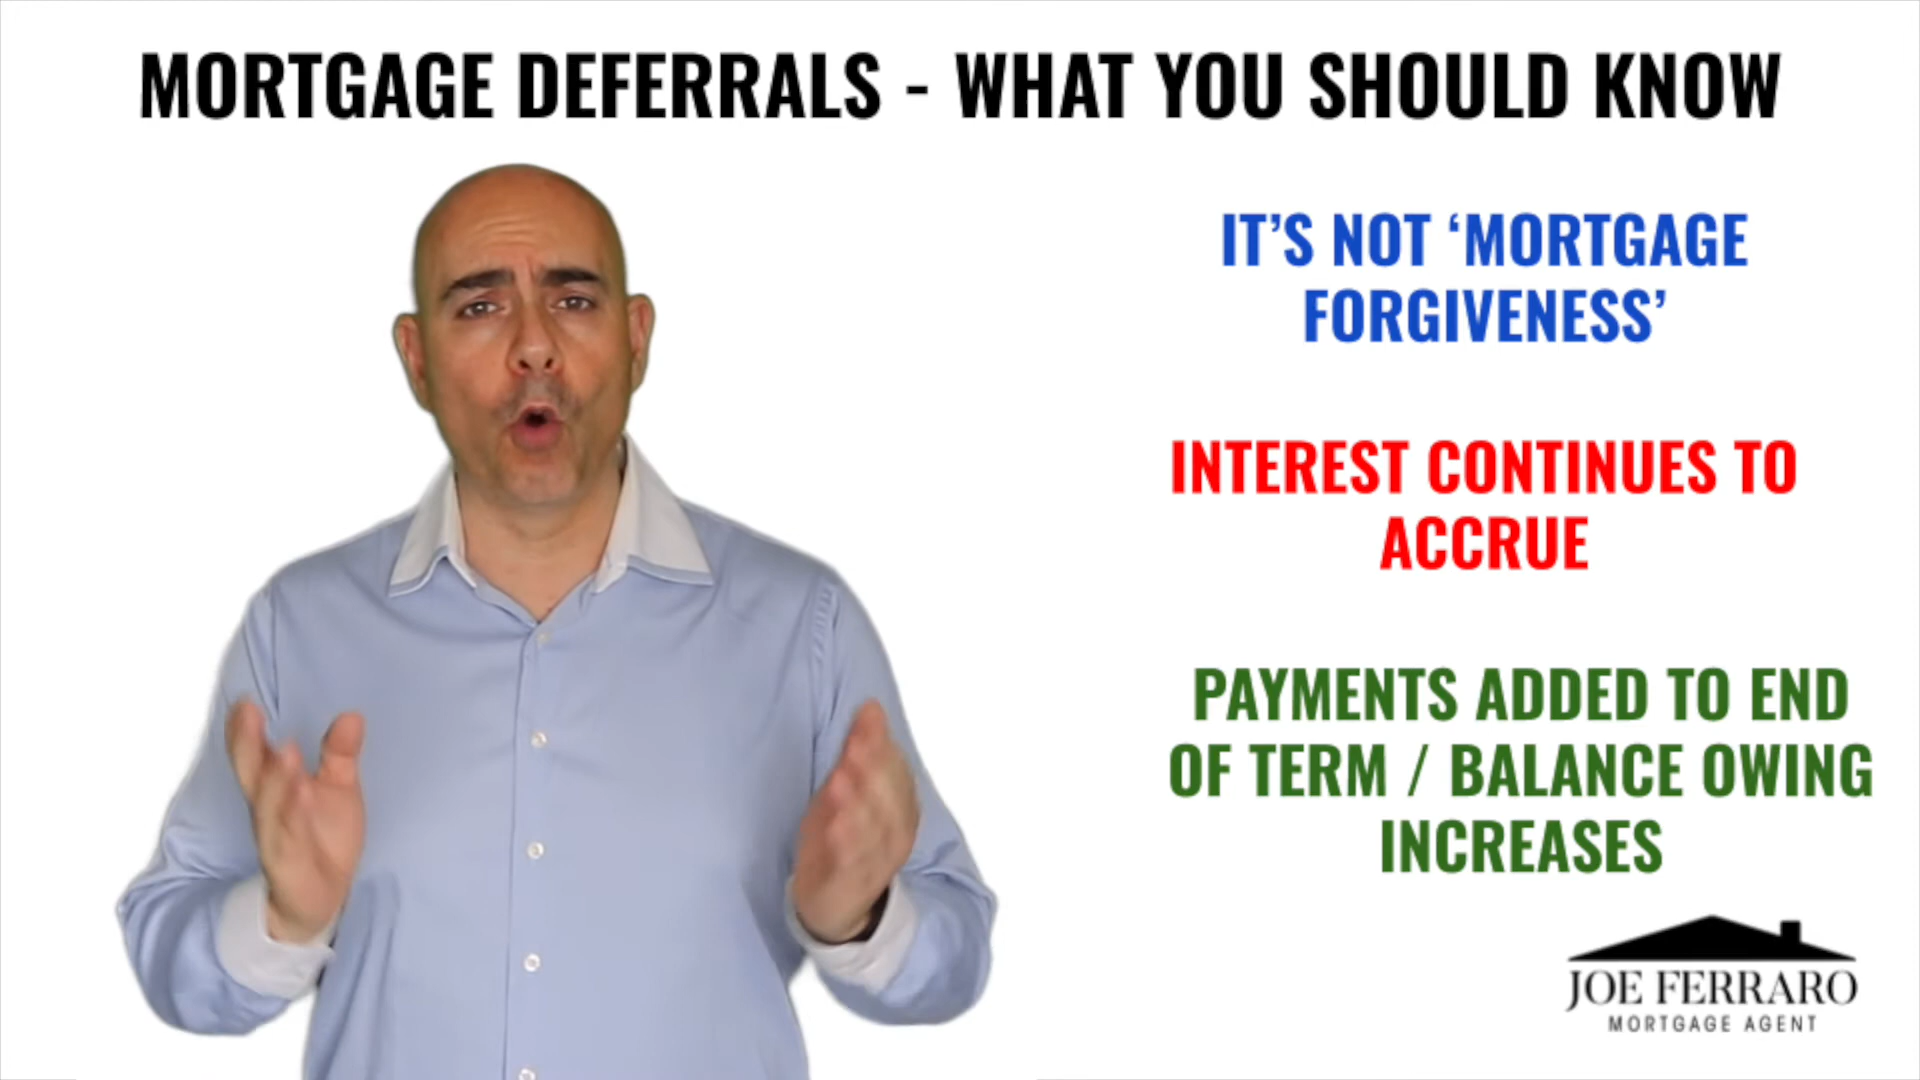 MORTGAGE DEFERRALS - WHAT YOU SHOULD KNOW
IT’S NOT ‘MORTGAGE
FORGIVENESS’
INTEREST CONTINUES TO
ACCRUE
PAYMENTS ADDED TO END
OF TERM / BALANCE OWING
INCREASES
JOE FERRARO
MORTGAGE AGENT